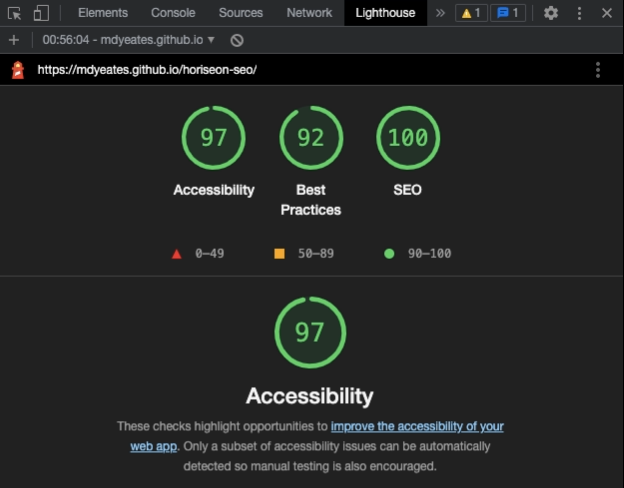 Elements Console Sources Network Lighthouse » 1 1
+ 00:56:04 - mdyeates.github.io ▼
https://mdyeates.github.io/horiseon-seo/
97 92 100
Accessibility Best SEO
Practices
0–49 50–89 90–100
97
Accessibility
These checks highlight opportunities to improve the accessibility of your
web app. Only a subset of accessibility issues can be automatically
detected so manual testing is also encouraged.